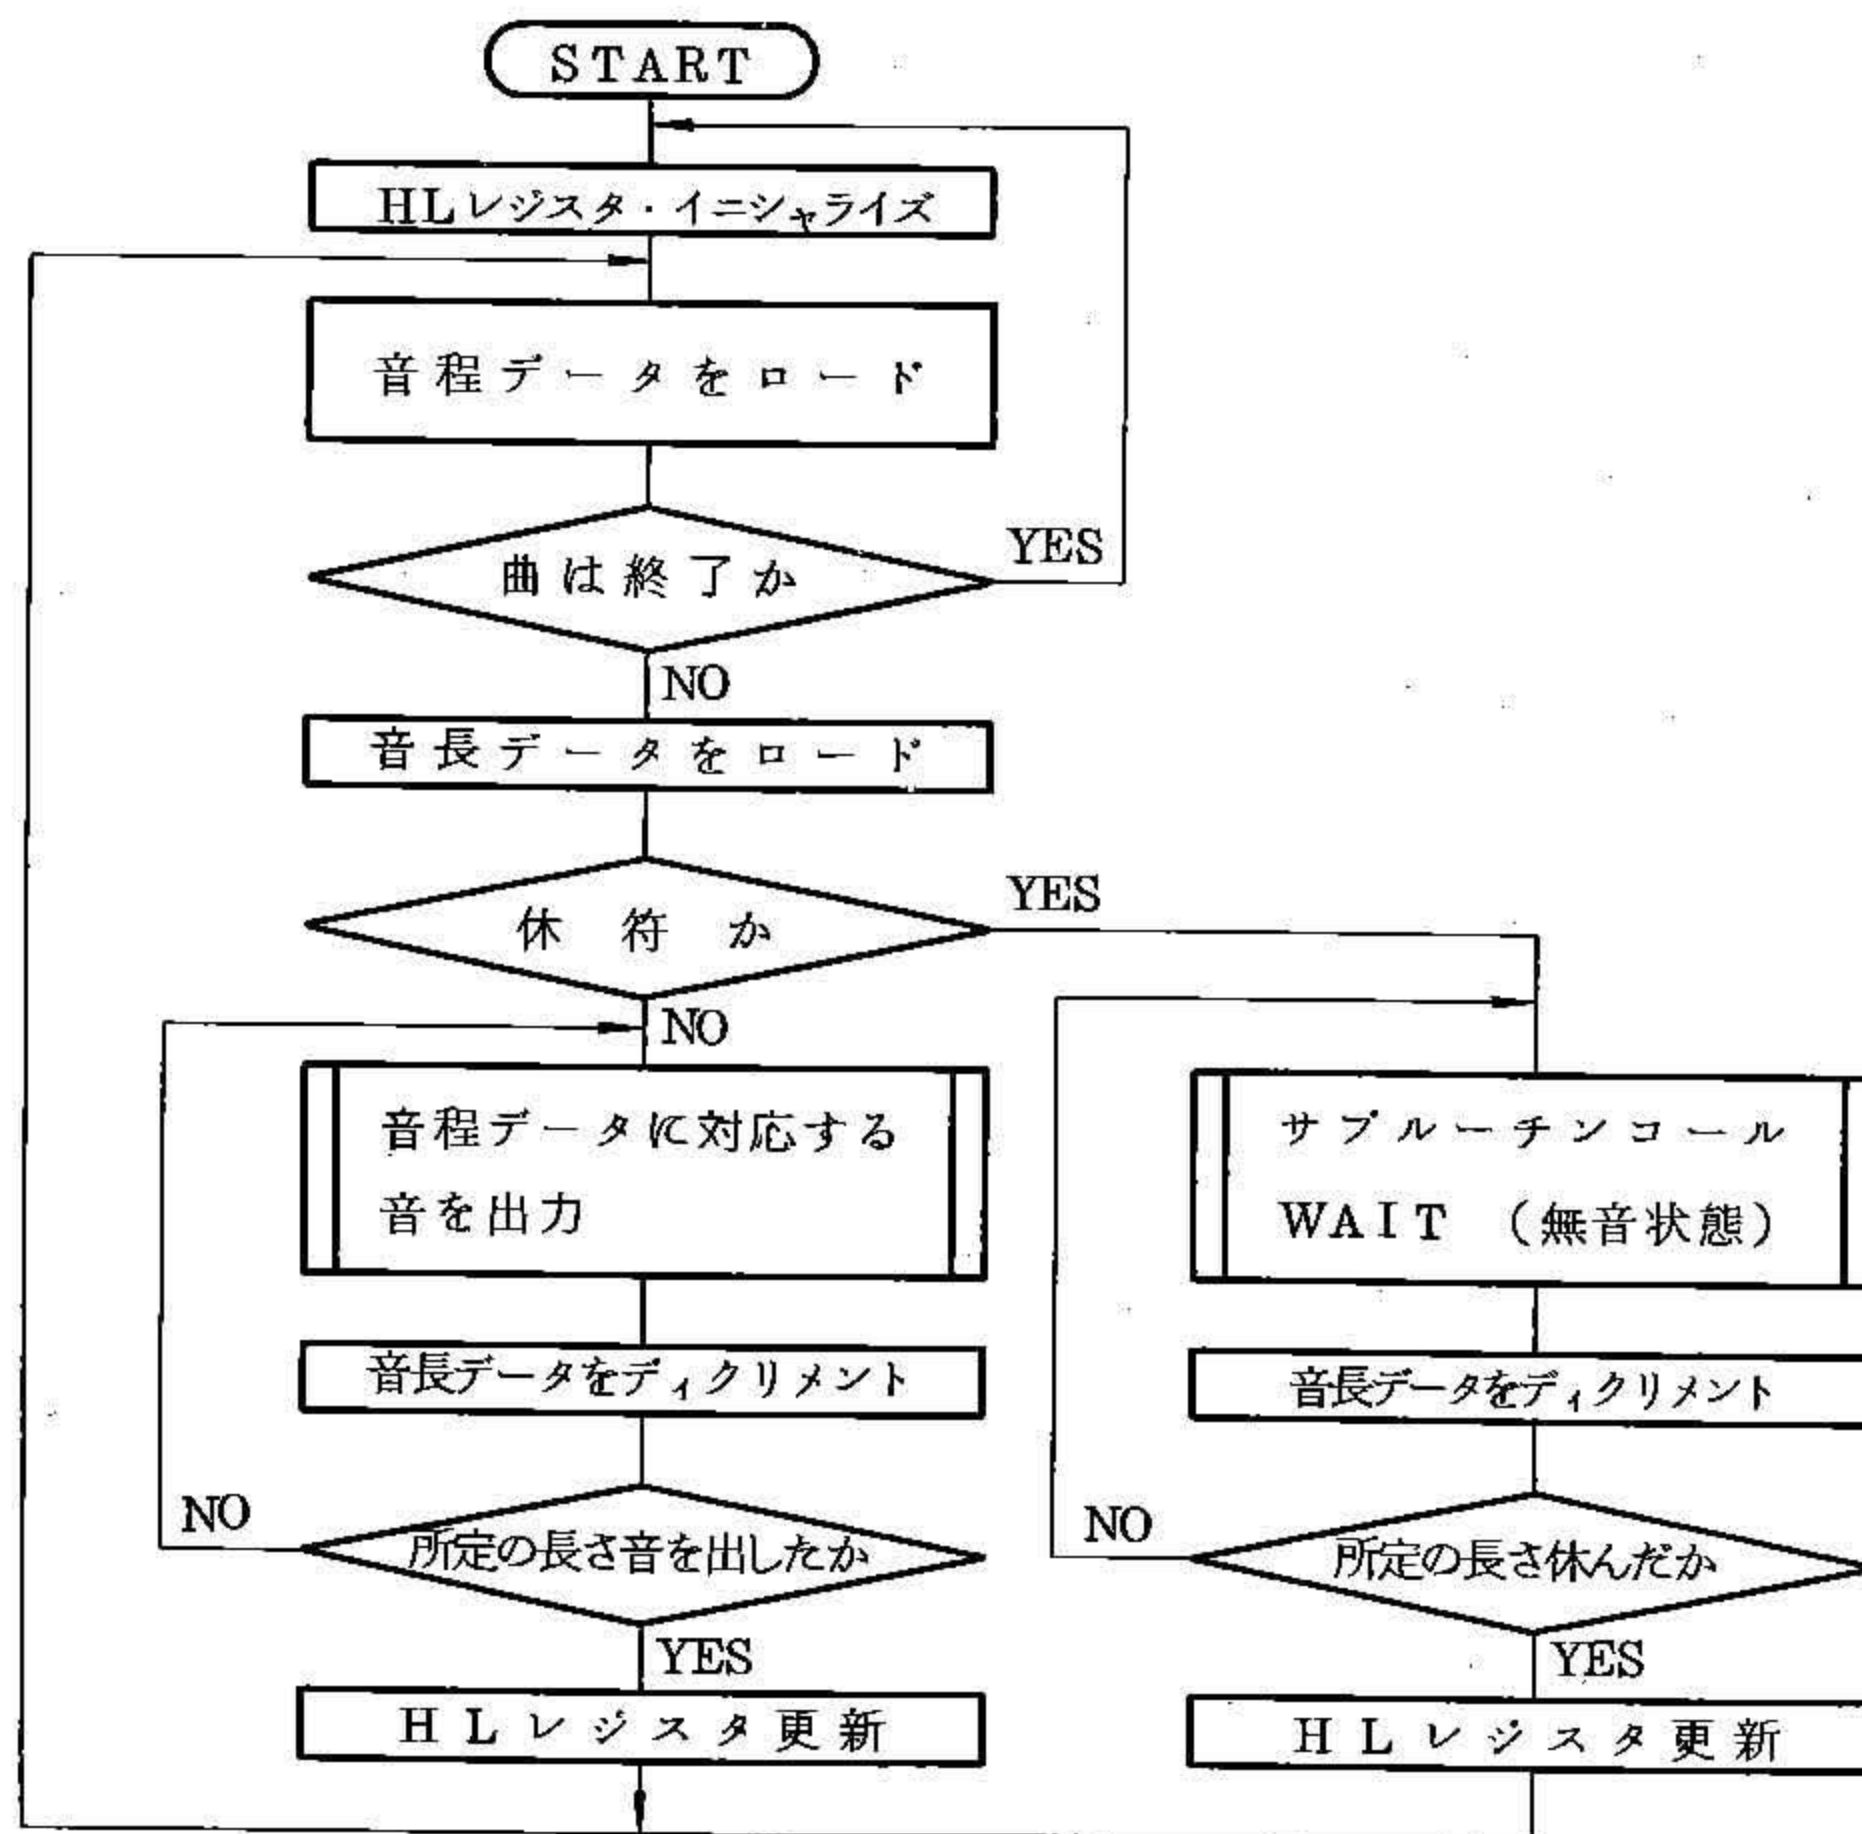 START
HLレジスタ・イニシャライズ
音程データをロード
曲は終了か
YES
NO
音長データをロード
休符か
YES
NO
音程データに対応する
音を出力
音長データをディクリメント
所定の長さ音を出したか
NO
YES
HLレジスタ更新
サブルーチンコール
WAIT (無音状態)
音長データをディクリメント
所定の長さ休んだか
NO
YES
HLレジスタ更新